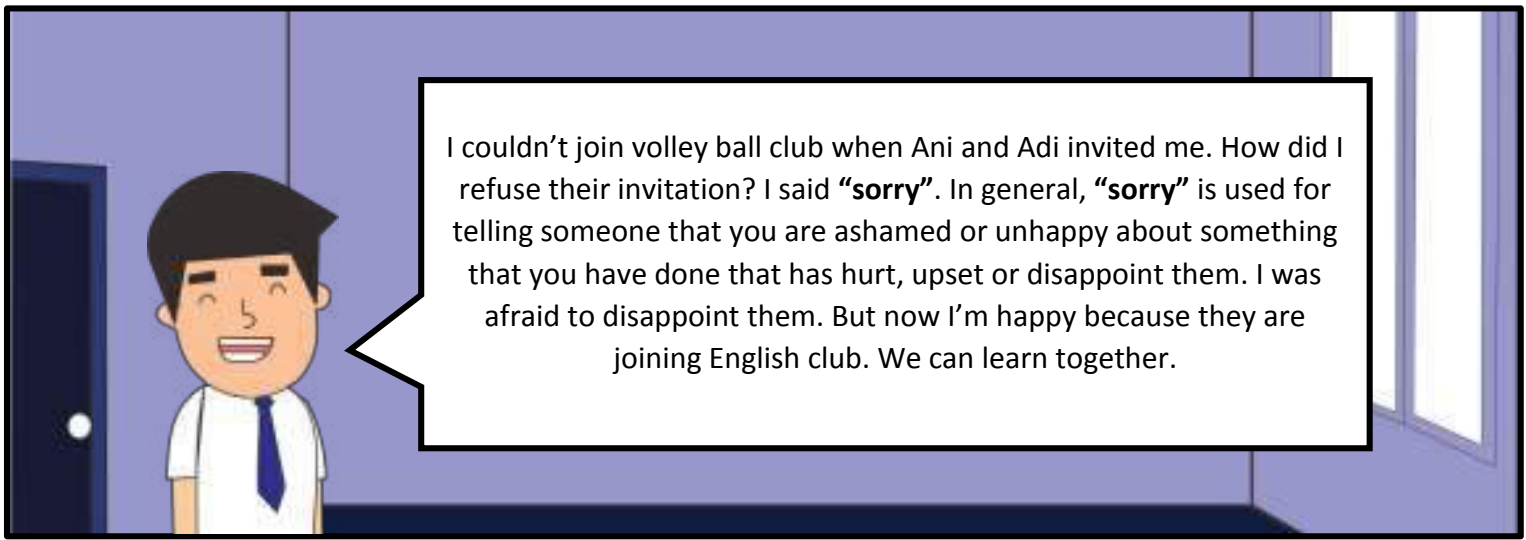 I couldn’t join volley ball club when Ani and Adi invited me. How did I
refuse their invitation? I said “sorry”. In general, “sorry” is used for
telling someone that you are ashamed or unhappy about something
that you have done that has hurt, upset or disappoint them. I was
afraid to disappoint them. But now I’m happy because they are
joining English club. We can learn together.